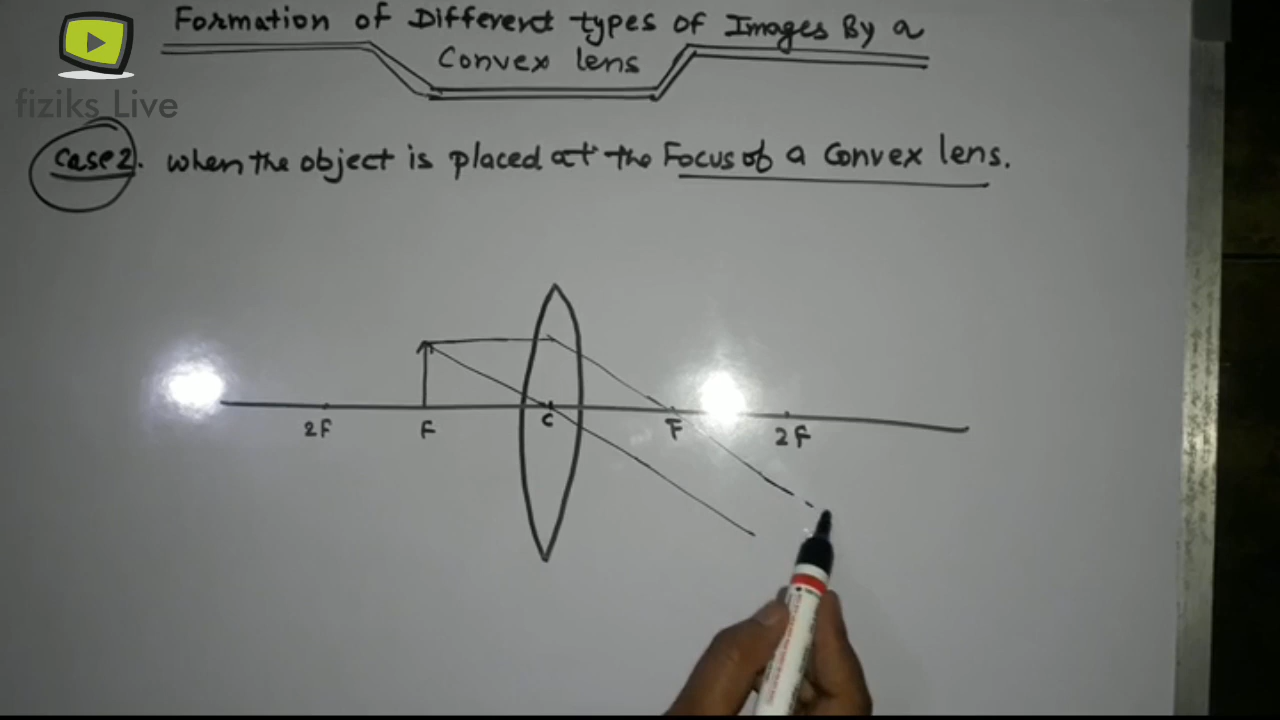 Formation of Different types of Images By a
Convex lens
fiziks Live
Case 2. when the object is placed at the Focus of a Convex lens.
2F F C F 2F